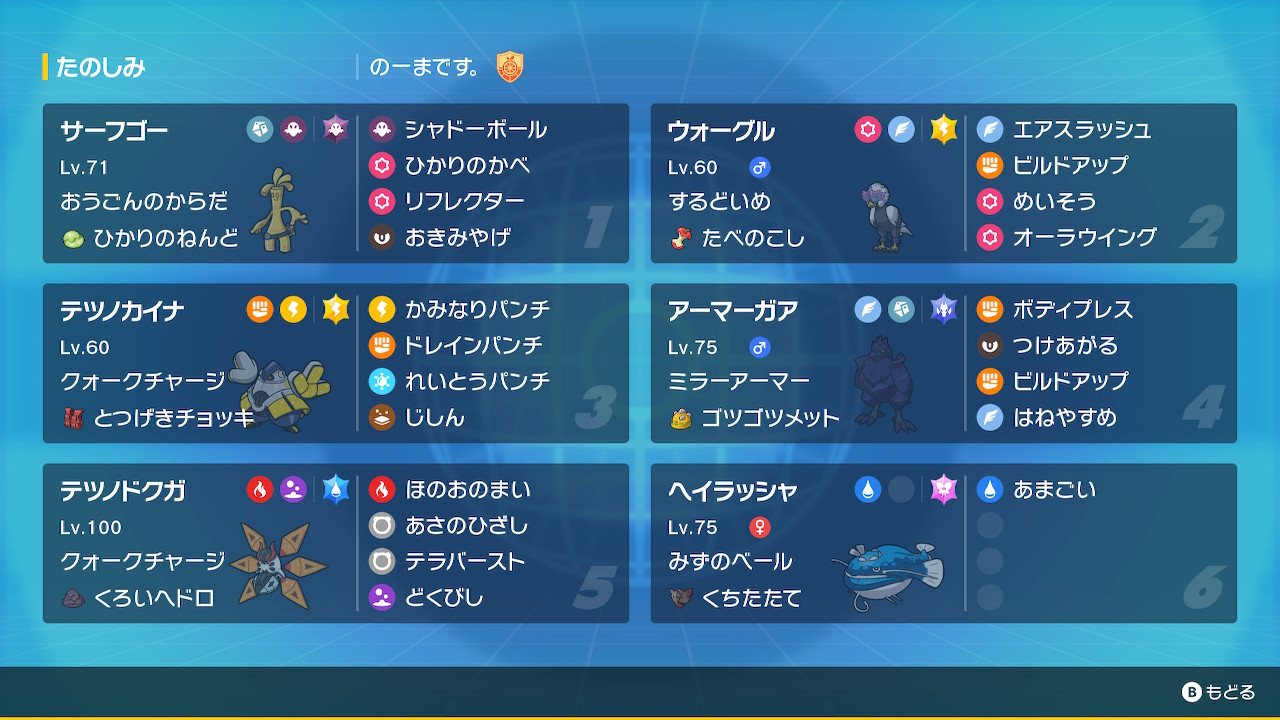 たのしみ
のーまです。
サーフゴー
Lv.71
おうごんのからだ
ひかりのねんど
シャドーボール
ひかりのかべ
リフレクター
おきみやげ
1
ウォーグル
Lv.60
するどいめ
たべのこし
エアスラッシュ
ビルドアップ
めいそう
オーラウイング
2
テツノカイナ
Lv.60
クォークチャージ
とつげきチョッキ
かみなりパンチ
ドレインパンチ
れいとうパンチ
じしん
3
アーマーガア
Lv.75
ミラーアーマー
ゴツゴツメット
ボディプレス
つけあがる
ビルドアップ
はねやすめ
4
テツノドクガ
Lv.100
クォークチャージ
くろいヘドロ
ほのおのまい
あさのひざし
テラバースト
どくびし
5
ヘイラッシャ
Lv.75
みずのベール
くちたたて
あまごい
6
B もどる